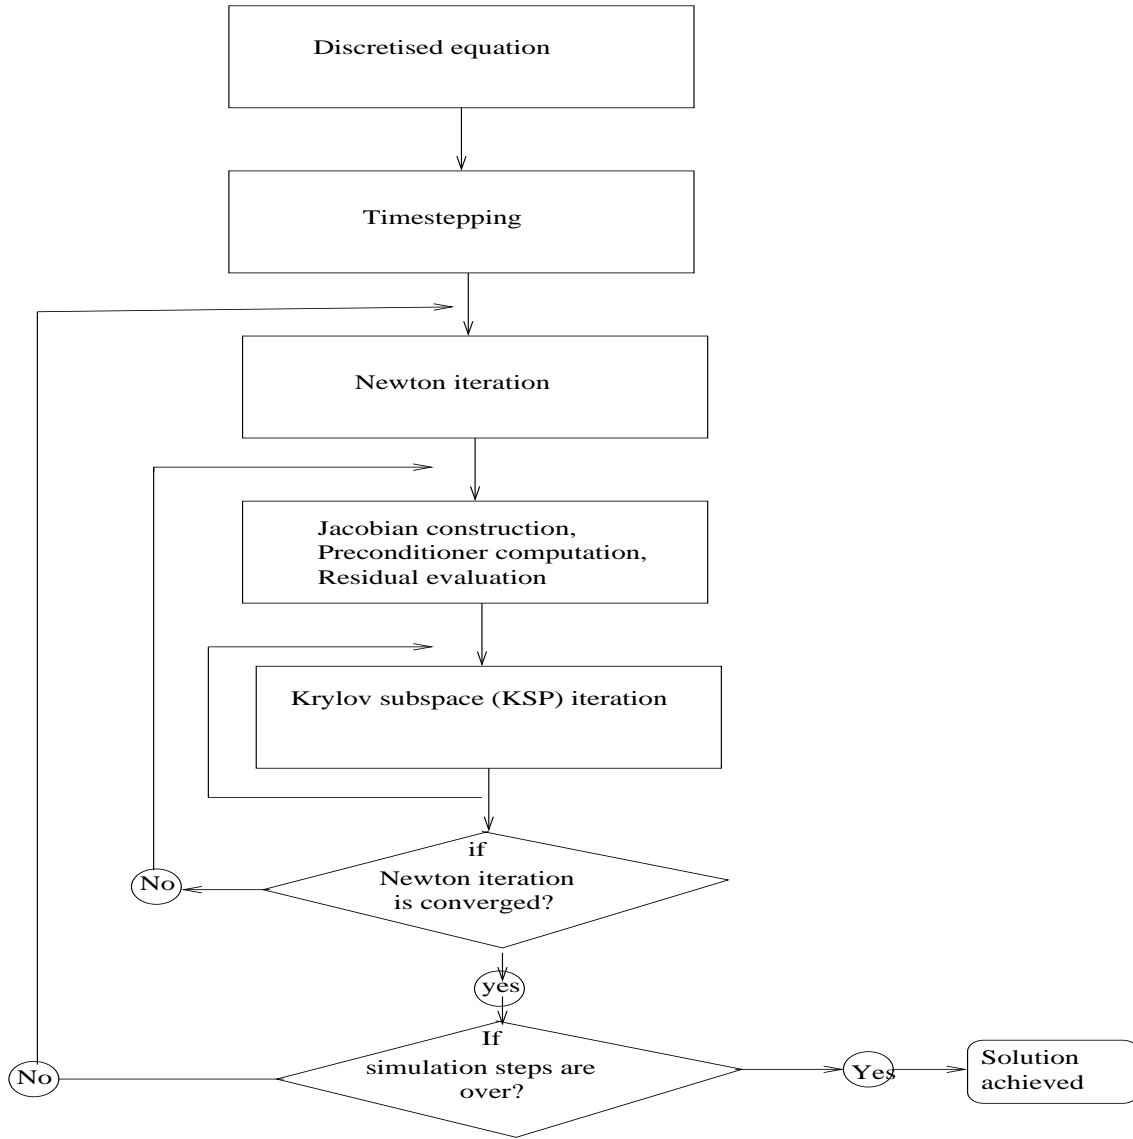 Discretised equation
Timestepping
Newton iteration
Jacobian construction,
Preconditioner computation,
Residual evaluation
Krylov subspace (KSP) iteration
if
Newton iteration
is converged?
No
yes
If
simulation steps are
over?
No
Yes
Solution
achieved